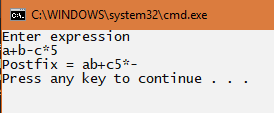 C:\WINDOWS\system32\cmd.exe
Enter expression
a+b-c*5
Postfix = ab+c5*-
Press any key to continue . . .